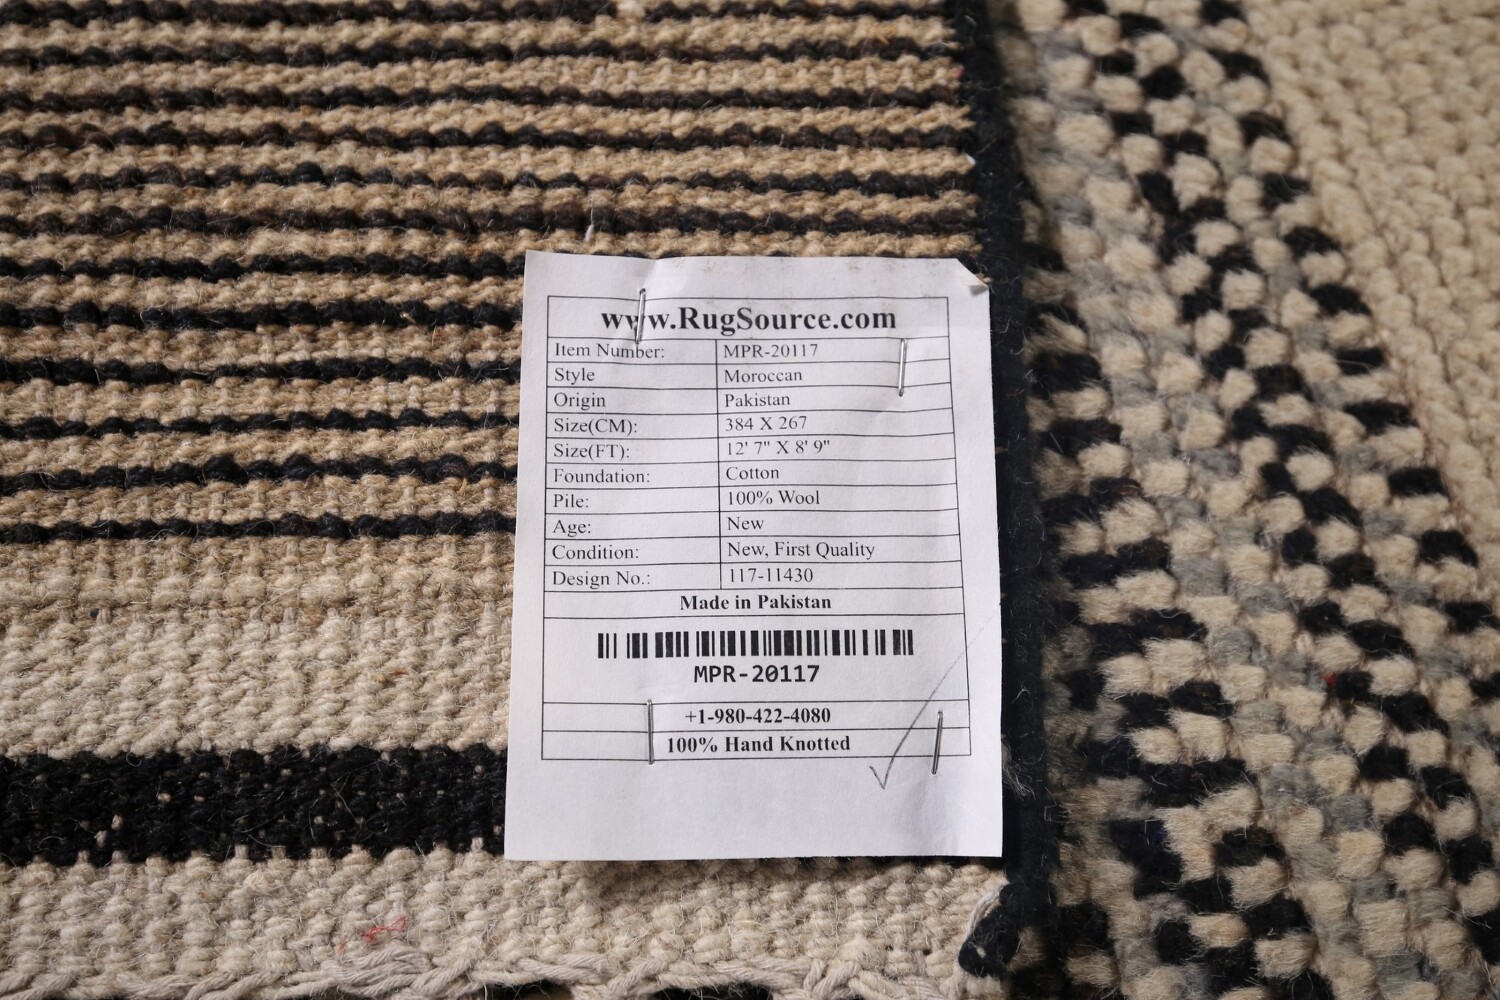 www.RugSource.com
Item Number: MPR-20117
Style Moroccan
Origin Pakistan
Size(CM): 384 X 267
Size(FT): 12' 7" X 8' 9"
Foundation: Cotton
Pile: 100% Wool
Age: New
Condition: New, First Quality
Design No.: 117-11430
Made in Pakistan
MPR-20117
+1-980-422-4080
100% Hand Knotted